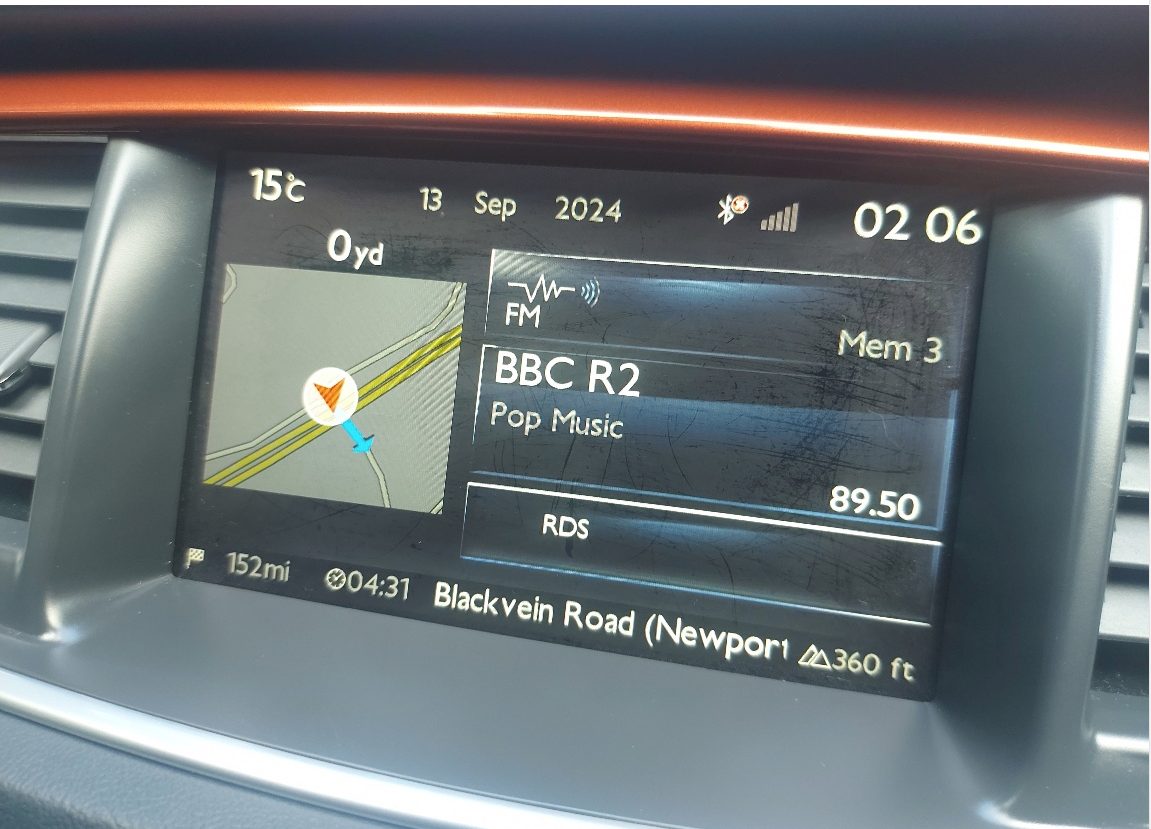 15°C 13 Sep 2024 02 06
0yd
FM
Mem 3
BBC R2
Pop Music
89.50
RDS
152mi 04:31 Blackvein Road (Newport 360 ft